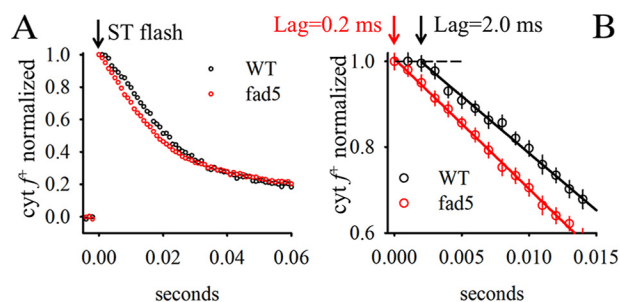 A
ST flash
Lag=0.2 ms
Lag=2.0 ms
B
cyt f⁺ normalized
1.0
0.8
0.6
0.4
0.2
0.0
WT
fad5
0.00
0.02
0.04
0.06
seconds
cyt f⁺ normalized
1.0
0.8
0.6
WT
fad5
0.000
0.005
0.010
0.015
seconds